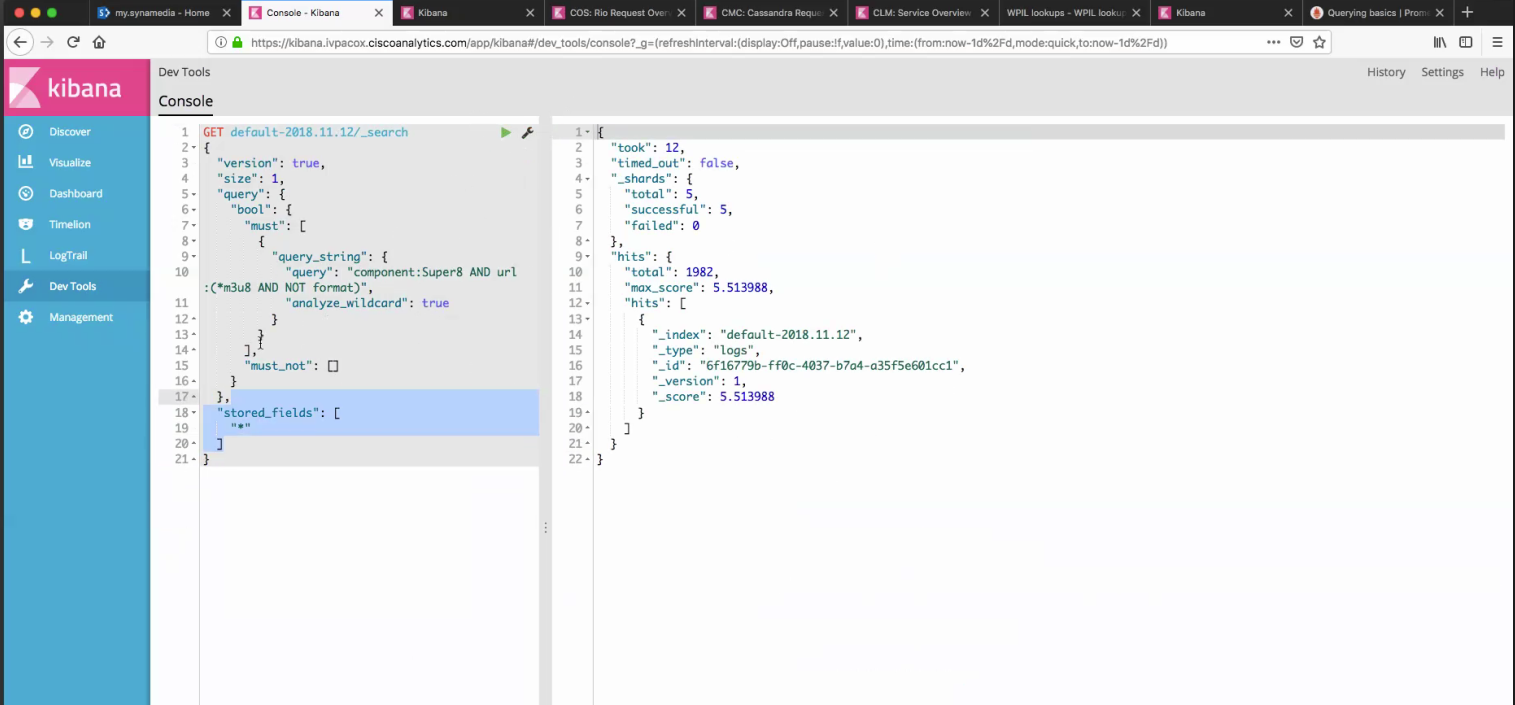 my.synamedia - Home
Console - Kibana
Kibana
COS: Rio Request Over
CMC: Cassandra Reque
CLM: Service Overview
WPIL lookups - WPIL lookup
Kibana
Querying basics | Prom
https://kibana.ivpacox.ciscoanalytics.com/app/kibana#/dev_tools/console?_g=(refreshInterval:(display:Off,pause:!f,value:0),time:(from:now-1d%2Fd,mode:quick,to:now-1d%2Fd))
kibana
Discover
Visualize
Dashboard
Timelion
L LogTrail
Dev Tools
Management
Dev Tools
History Settings Help
Console
1 GET default-2018.11.12/_search
2 {
3 "version": true,
4 "size": 1,
5 "query": {
6 "bool": {
7 "must": [
8 {
9 "query_string": {
10 "query": "component:Super8 AND url
:(*m3u8 AND NOT format)",
11 "analyze_wildcard": true
12 }
13 }
14 ],
15 "must_not": []
16 }
17 },
18 "stored_fields": [
19 "*"
20 ]
21 }
1 {
2 "took": 12,
3 "timed_out": false,
4 "_shards": {
5 "total": 5,
6 "successful": 5,
7 "failed": 0
8 },
9 "hits": {
10 "total": 1982,
11 "max_score": 5.513988,
12 "hits": [
13 {
14 "_index": "default-2018.11.12",
15 "_type": "logs",
16 "_id": "6f16779b-ff0c-4037-b7a4-a35f5e601cc1",
17 "_version": 1,
18 "_score": 5.513988
19 }
20 ]
21 }
22 }